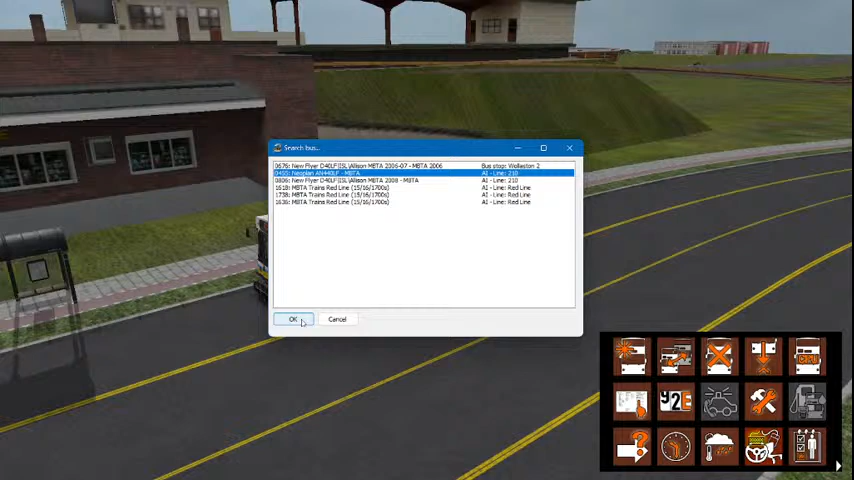 Search bus...
0676: New Flyer D40LF|ISL\Allison MBTA 2006-07 - MBTA 2006 Bus stop: Wollaston 2
0455: Neoplan AN440LF - MBTA AI - Line: 210
0806: New Flyer D40LF|ISL\Allison MBTA 2008 - MBTA AI - Line: 210
1619: MBTA Trains Red Line (15/16/1700s) AI - Line: Red Line
1738: MBTA Trains Red Line (15/16/1700s) AI - Line: Red Line
1636: MBTA Trains Red Line (15/16/1700s) AI - Line: Red Line
OK Cancel
92E
?